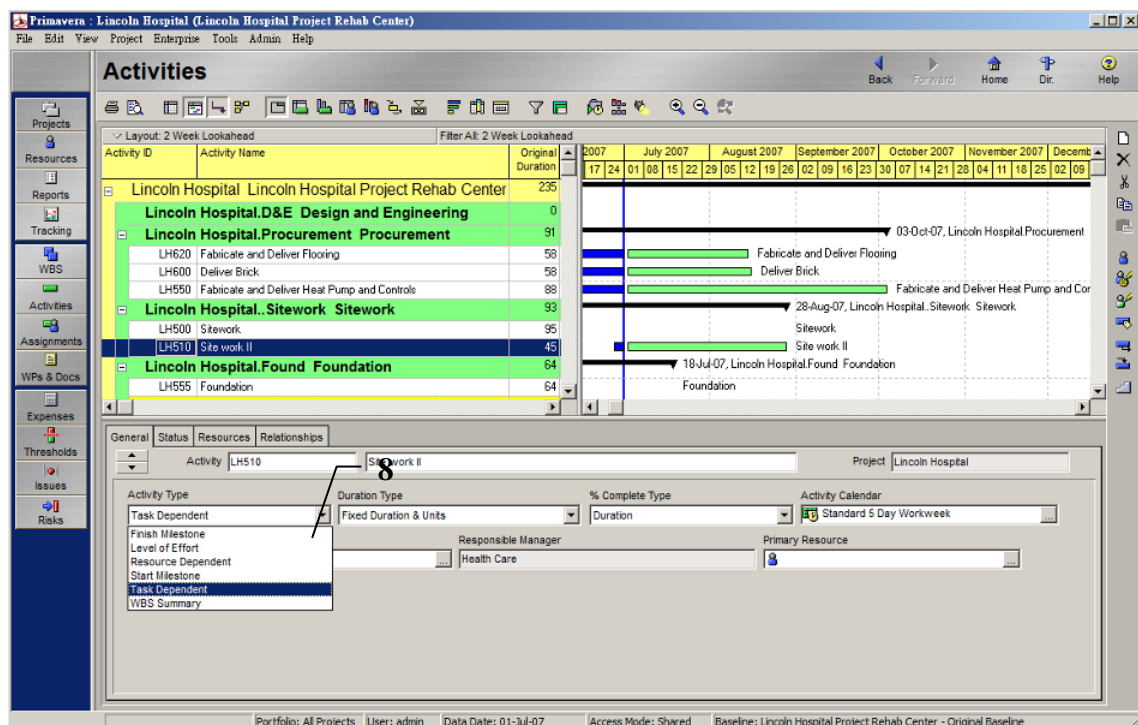 Primavera : Lincoln Hospital (Lincoln Hospital Project Rehab Center)
File Edit View Project Enterprise Tools Admin Help
Activities
Back Forward Home Dir. Help
Projects
Resources
Reports
Tracking
WBS
Activities
Assignments
WPs & Docs
Expenses
Thresholds
Issues
Risks
Layout: 2 Week Lookahead Filter All: 2 Week Lookahead
Activity ID Activity Name Original Duration
2007 July 2007 August 2007 September 2007 October 2007 November 2007 Decemb
17 24 01 08 15 22 29 05 12 19 26 02 09 16 23 30 07 14 21 28 04 11 18 25 02 09
Lincoln Hospital Lincoln Hospital Project Rehab Center 235
Lincoln Hospital.D&E Design and Engineering 0
Lincoln Hospital.Procurement Procurement 91 03-Oct-07, Lincoln Hospital.Procurement
LH620 Fabricate and Deliver Flooring 58 Fabricate and Deliver Flooring
LH600 Deliver Brick 58 Deliver Brick
LH550 Fabricate and Deliver Heat Pump and Controls 88 Fabricate and Deliver Heat Pump and Cor
Lincoln Hospital..Sitework Sitework 93 28-Aug-07, Lincoln Hospital..Sitework Sitework
LH500 Sitework 95 Sitework
LH510 Site work II 45 Site work II
Lincoln Hospital.Found Foundation 64 18-Jul-07, Lincoln Hospital.Found Foundation
LH555 Foundation 64 Foundation
General Status Resources Relationships
Activity LH510 Site work II Project Lincoln Hospital
8
Activity Type Duration Type % Complete Type Activity Calendar
Task Dependent Fixed Duration & Units Duration Standard 5 Day Workweek
Finish Milestone
Level of Effort
Resource Dependent
Start Milestone
Task Dependent
WBS Summary
Responsible Manager Primary Resource
Health Care
Portfolio: All Projects User: admin Data Date: 01-Jul-07 Access Mode: Shared Baseline: Lincoln Hospital Project Rehab Center - Original Baseline